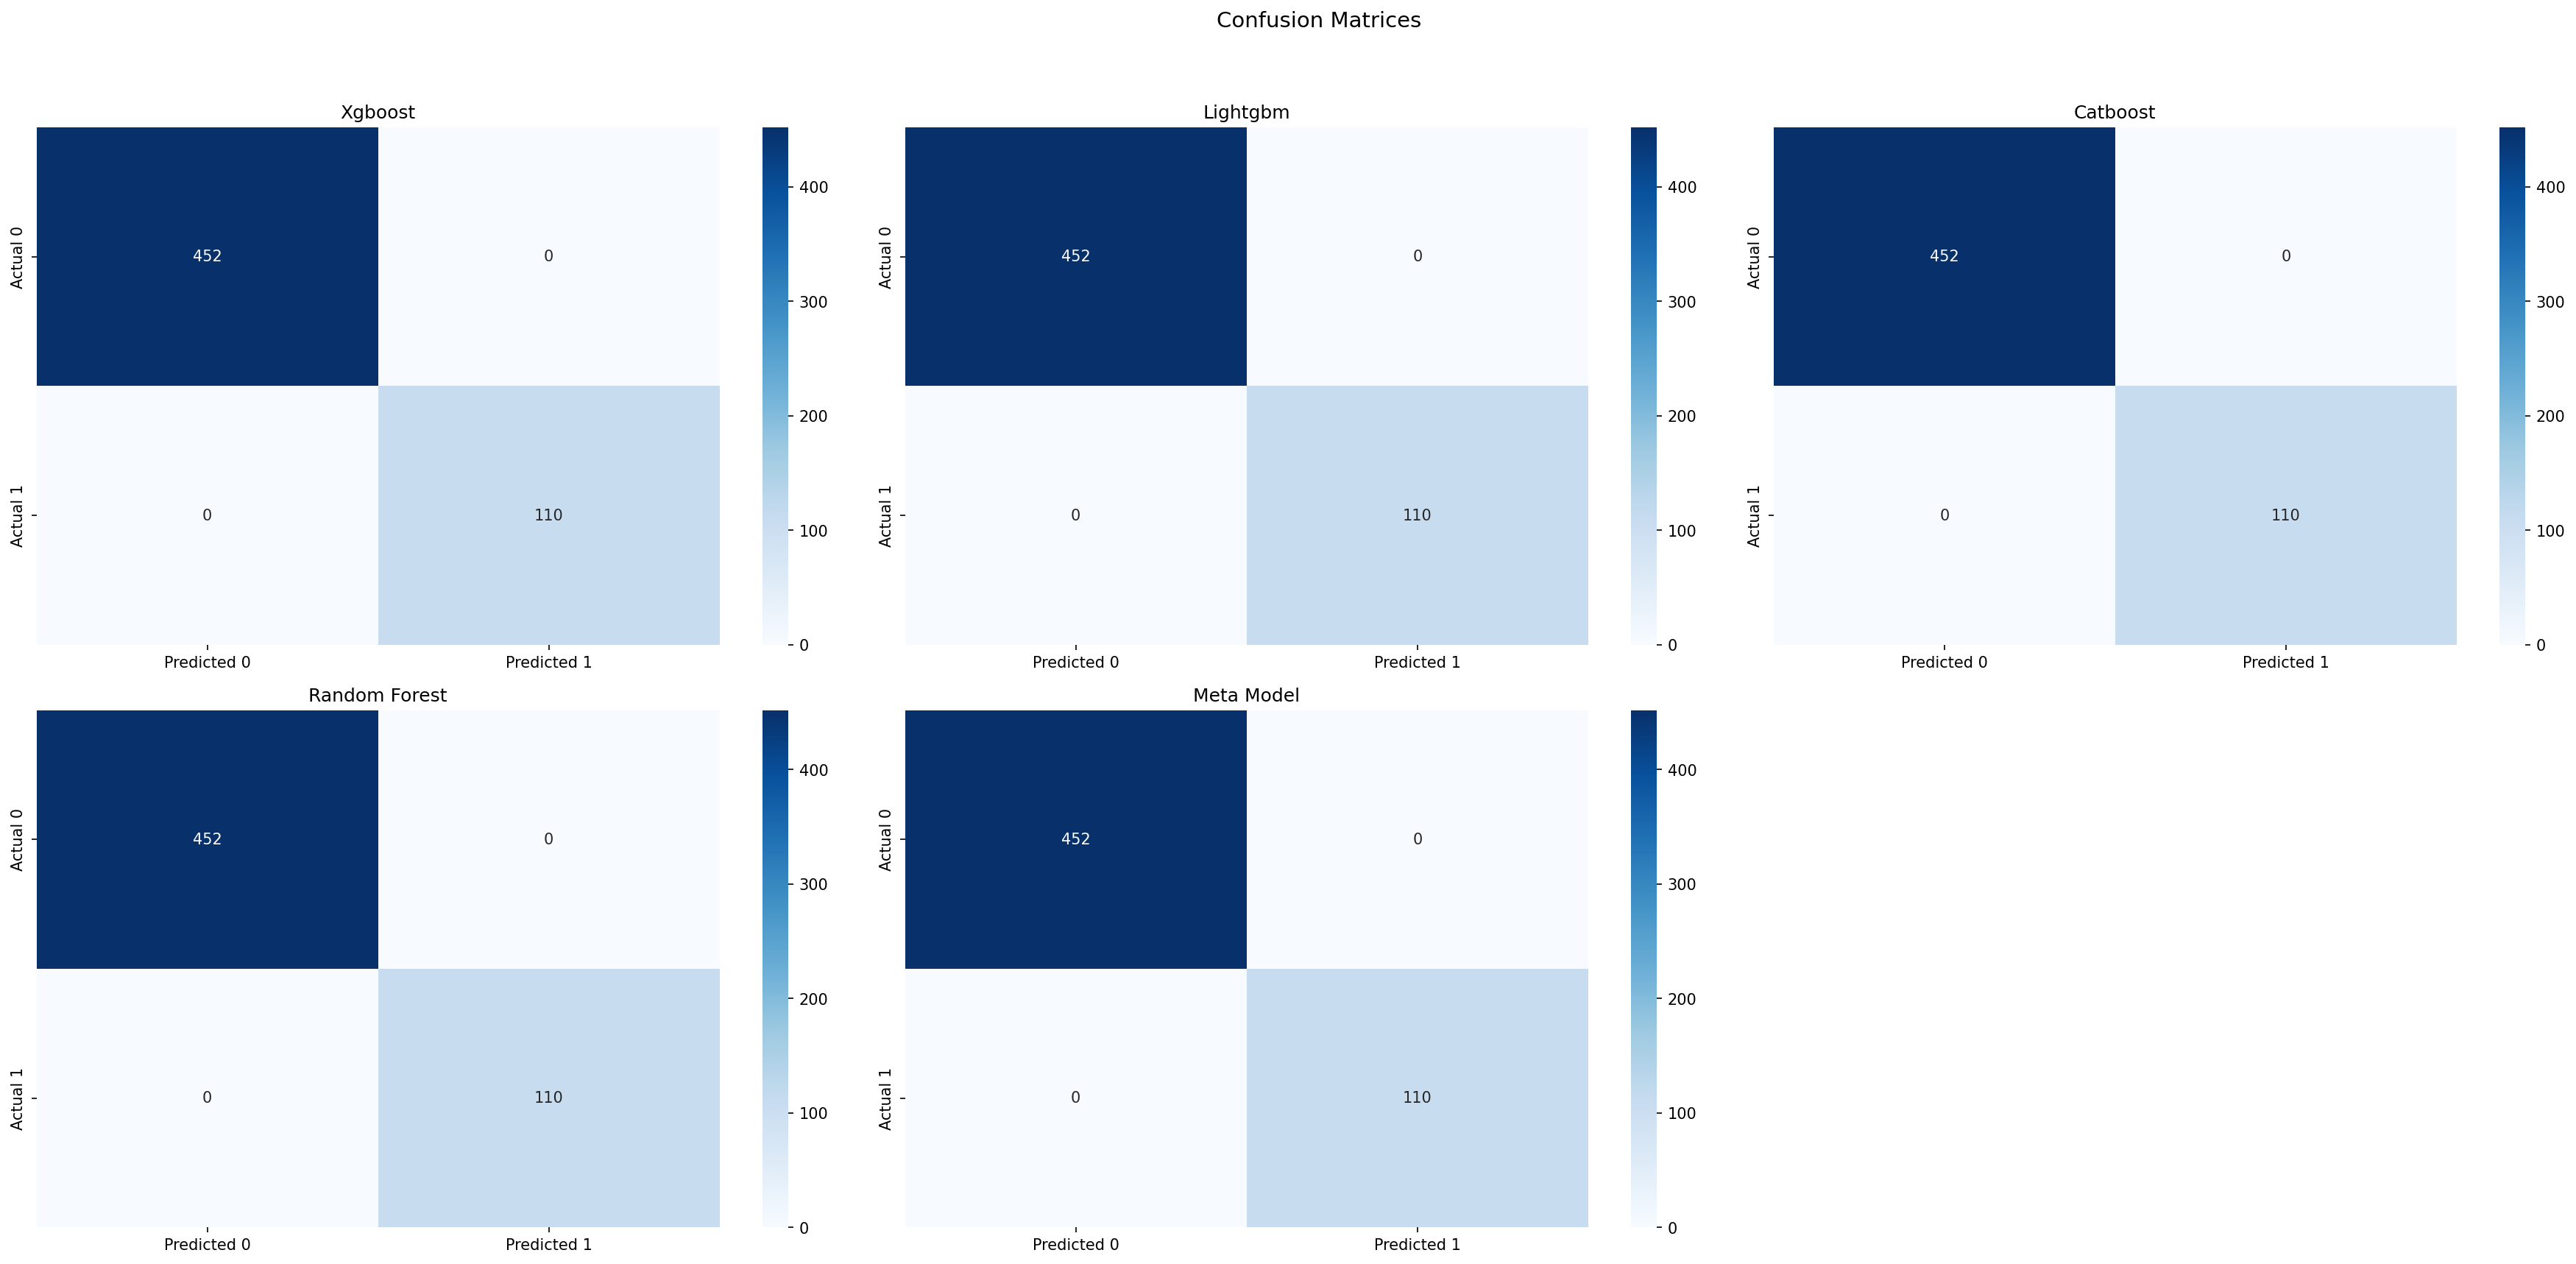 Confusion Matrices
Xgboost
Actual 0
Actual 1
452
0
0
110
Predicted 0
Predicted 1
400
300
200
100
0
Lightgbm
Actual 0
Actual 1
452
0
0
110
Predicted 0
Predicted 1
400
300
200
100
0
Catboost
Actual 0
Actual 1
452
0
0
110
Predicted 0
Predicted 1
400
300
200
100
0
Random Forest
Actual 0
Actual 1
452
0
0
110
Predicted 0
Predicted 1
400
300
200
100
0
Meta Model
Actual 0
Actual 1
452
0
0
110
Predicted 0
Predicted 1
400
300
200
100
0